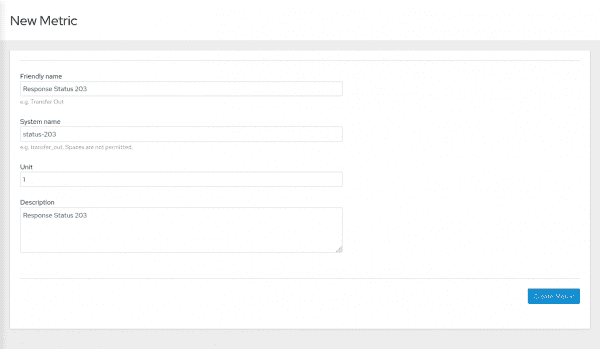 New Metric
Friendly name
Response Status 203
e.g. Transfer Out
System name
status-203
e.g. transfer_out. Spaces are not permitted.
Unit
1
Description
Response Status 203
Create Metric